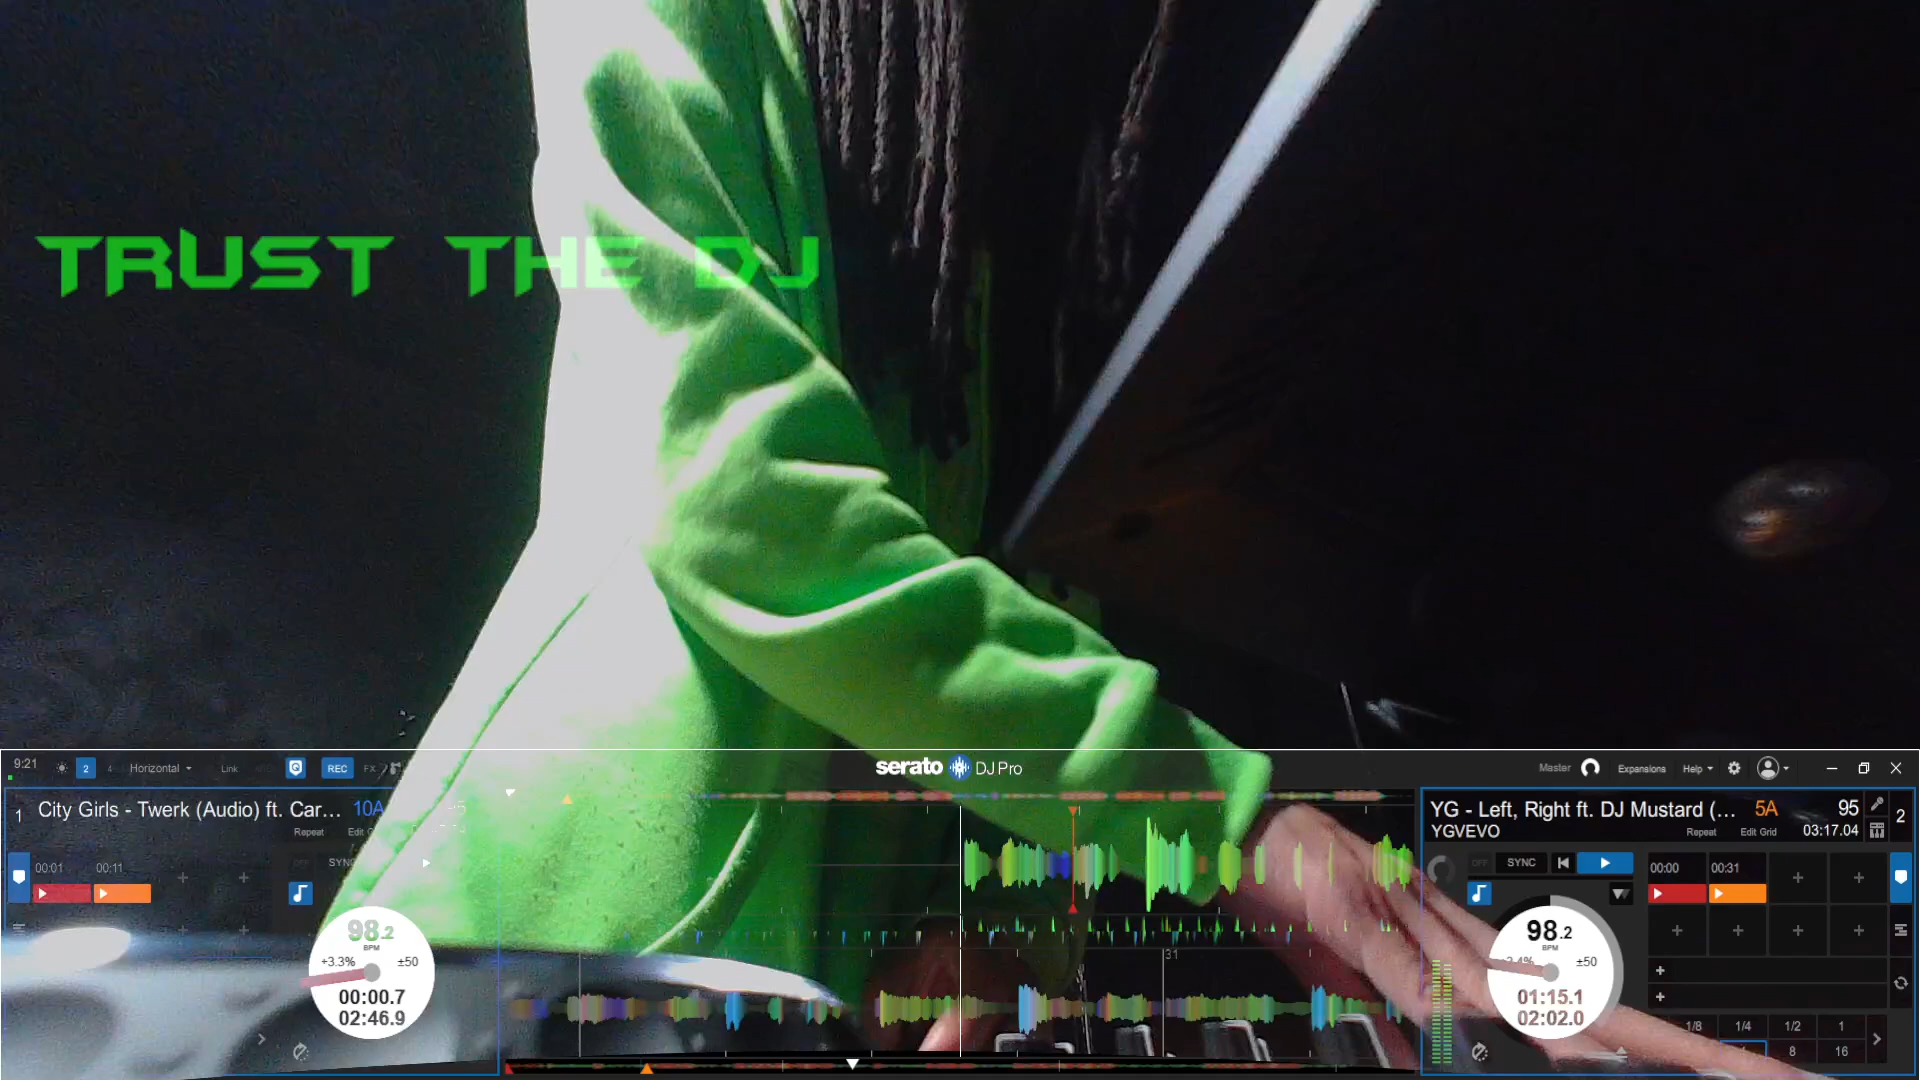 TRUST THE DJ
9:21
2
4
Horizontal
Link
REC
FX
serato DJ Pro
Master
Expansions
Help
1
City Girls - Twerk (Audio) ft. Car...
10A
Repeat
00:01
00:11
98.2
BPM
+3.3%
±50
00:00.7
02:46.9
31
YG - Left, Right ft. DJ Mustard (...
5A
95
2
YGVEVO
Repeat
Edit Grid
03:17.04
OFF
SYNC
00:00
00:31
98.2
BPM
±50
01:15.1
02:02.0
1/8
1/4
1/2
1
8
16